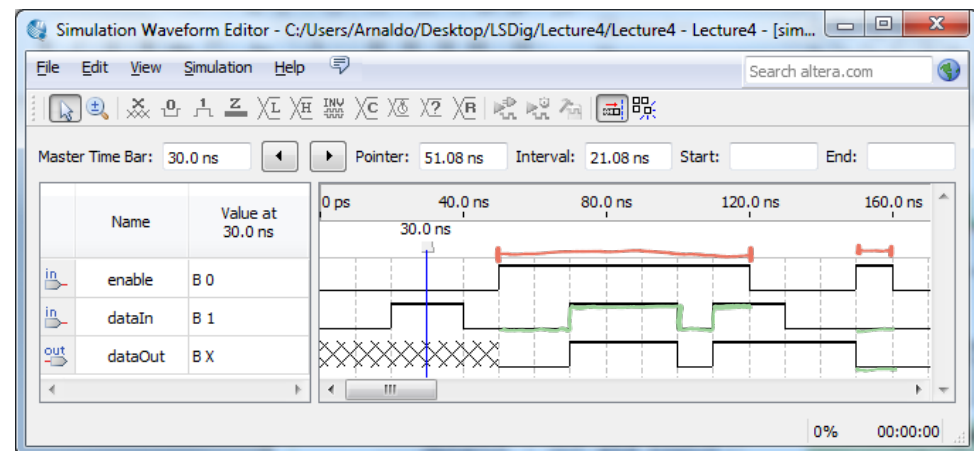 Simulation Waveform Editor - C:/Users/Arnaldo/Desktop/LSDig/Lecture4/Lecture4 - Lecture4 - [sim...
File Edit View Simulation Help Search altera.com
0 1 Z L H INV C ? R
Master Time Bar: 30.0 ns Pointer: 51.08 ns Interval: 21.08 ns Start: End:
Name Value at 30.0 ns 0 ps 40.0 ns 80.0 ns 120.0 ns 160.0 ns
30.0 ns
in enable B 0
in dataIn B 1
out dataOut B X
0% 00:00:00